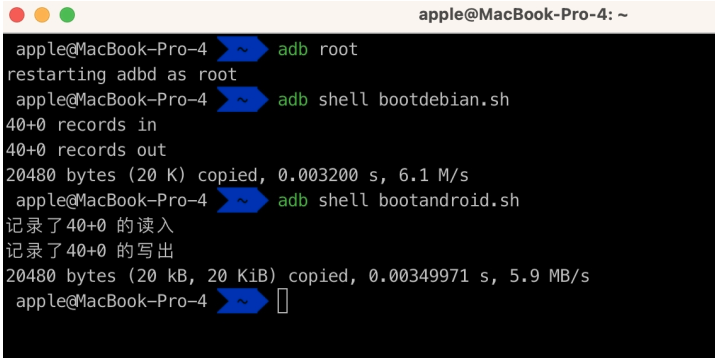 apple@MacBook-Pro-4: ~
apple@MacBook-Pro-4 ~ adb root
restarting adbd as root
apple@MacBook-Pro-4 ~ adb shell bootdebian.sh
40+0 records in
40+0 records out
20480 bytes (20 K) copied, 0.003200 s, 6.1 M/s
apple@MacBook-Pro-4 ~ adb shell bootandroid.sh
记录了40+0 的读入
记录了40+0 的写出
20480 bytes (20 kB, 20 KiB) copied, 0.00349971 s, 5.9 MB/s
apple@MacBook-Pro-4 ~